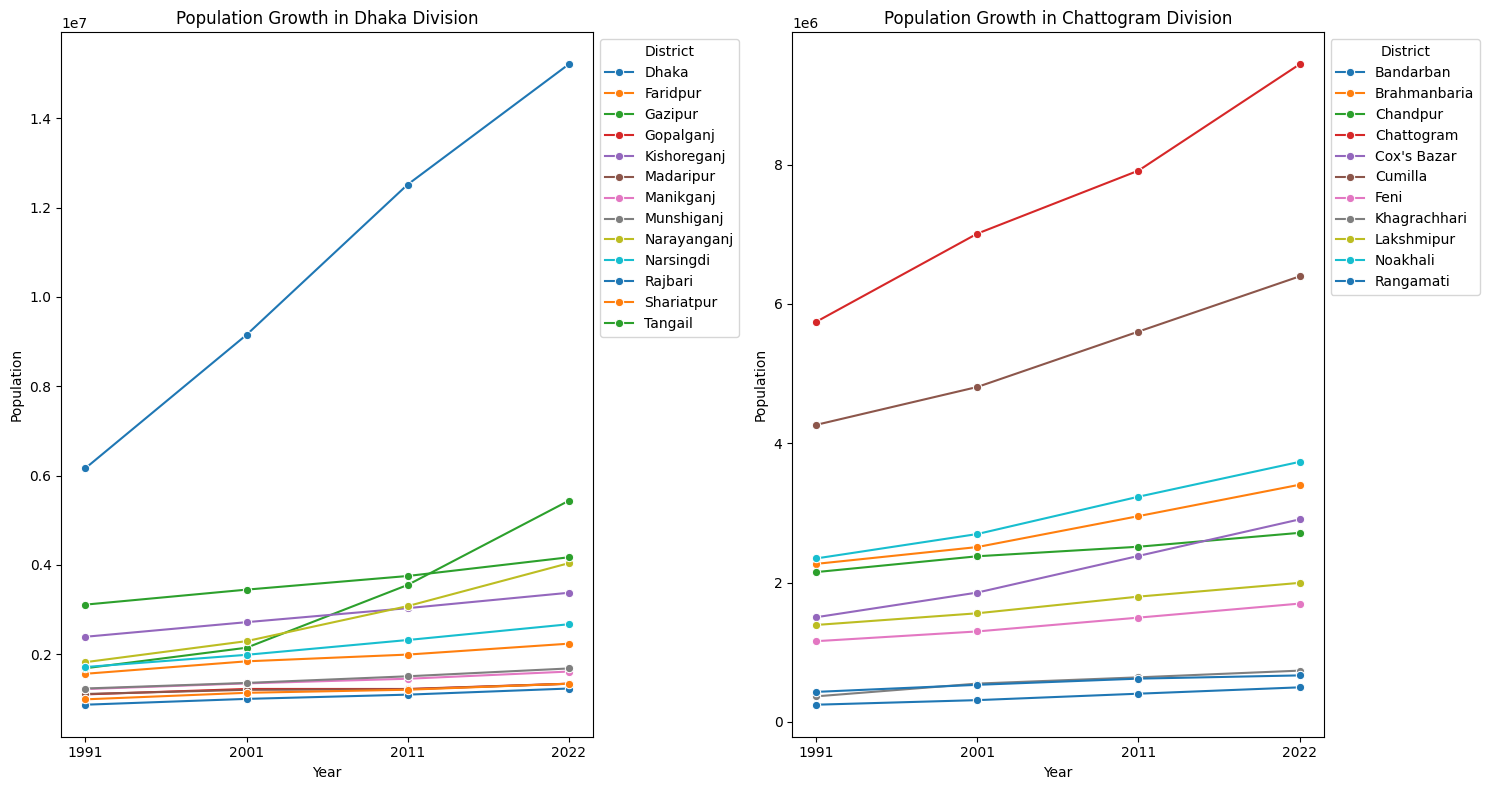 Population Growth in Dhaka Division
1e7
Population
1.4
1.2
1.0
0.8
0.6
0.4
0.2
1991
2001
2011
2022
Year
District
Dhaka
Faridpur
Gazipur
Gopalganj
Kishoreganj
Madaripur
Manikganj
Munshiganj
Narayanganj
Narsingdi
Rajbari
Shariatpur
Tangail
Population Growth in Chattogram Division
1e6
Population
8
6
4
2
0
1991
2001
2011
2022
Year
District
Bandarban
Brahmanbaria
Chandpur
Chattogram
Cox's Bazar
Cumilla
Feni
Khagrachhari
Lakshmipur
Noakhali
Rangamati